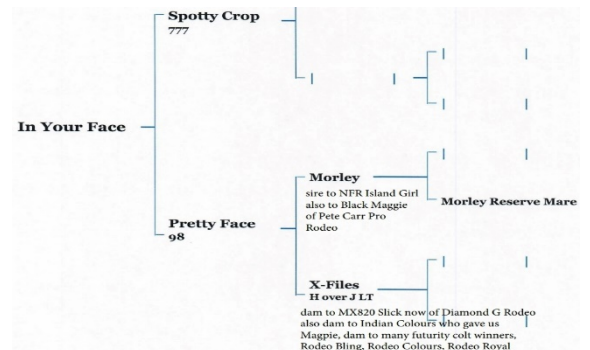 Spotty Crop
777
In Your Face
Morley
sire to NFR Island Girl
also to Black Maggie
of Pete Carr Pro
Rodeo
Morley Reserve Mare
Pretty Face
98
X-Files
H over J LT
dam to MX820 Slick now of Diamond G Rodeo
also dam to Indian Colours who gave us
Magpie, dam to many futurity colt winners,
Rodeo Bling, Rodeo Colours, Rodeo Royal